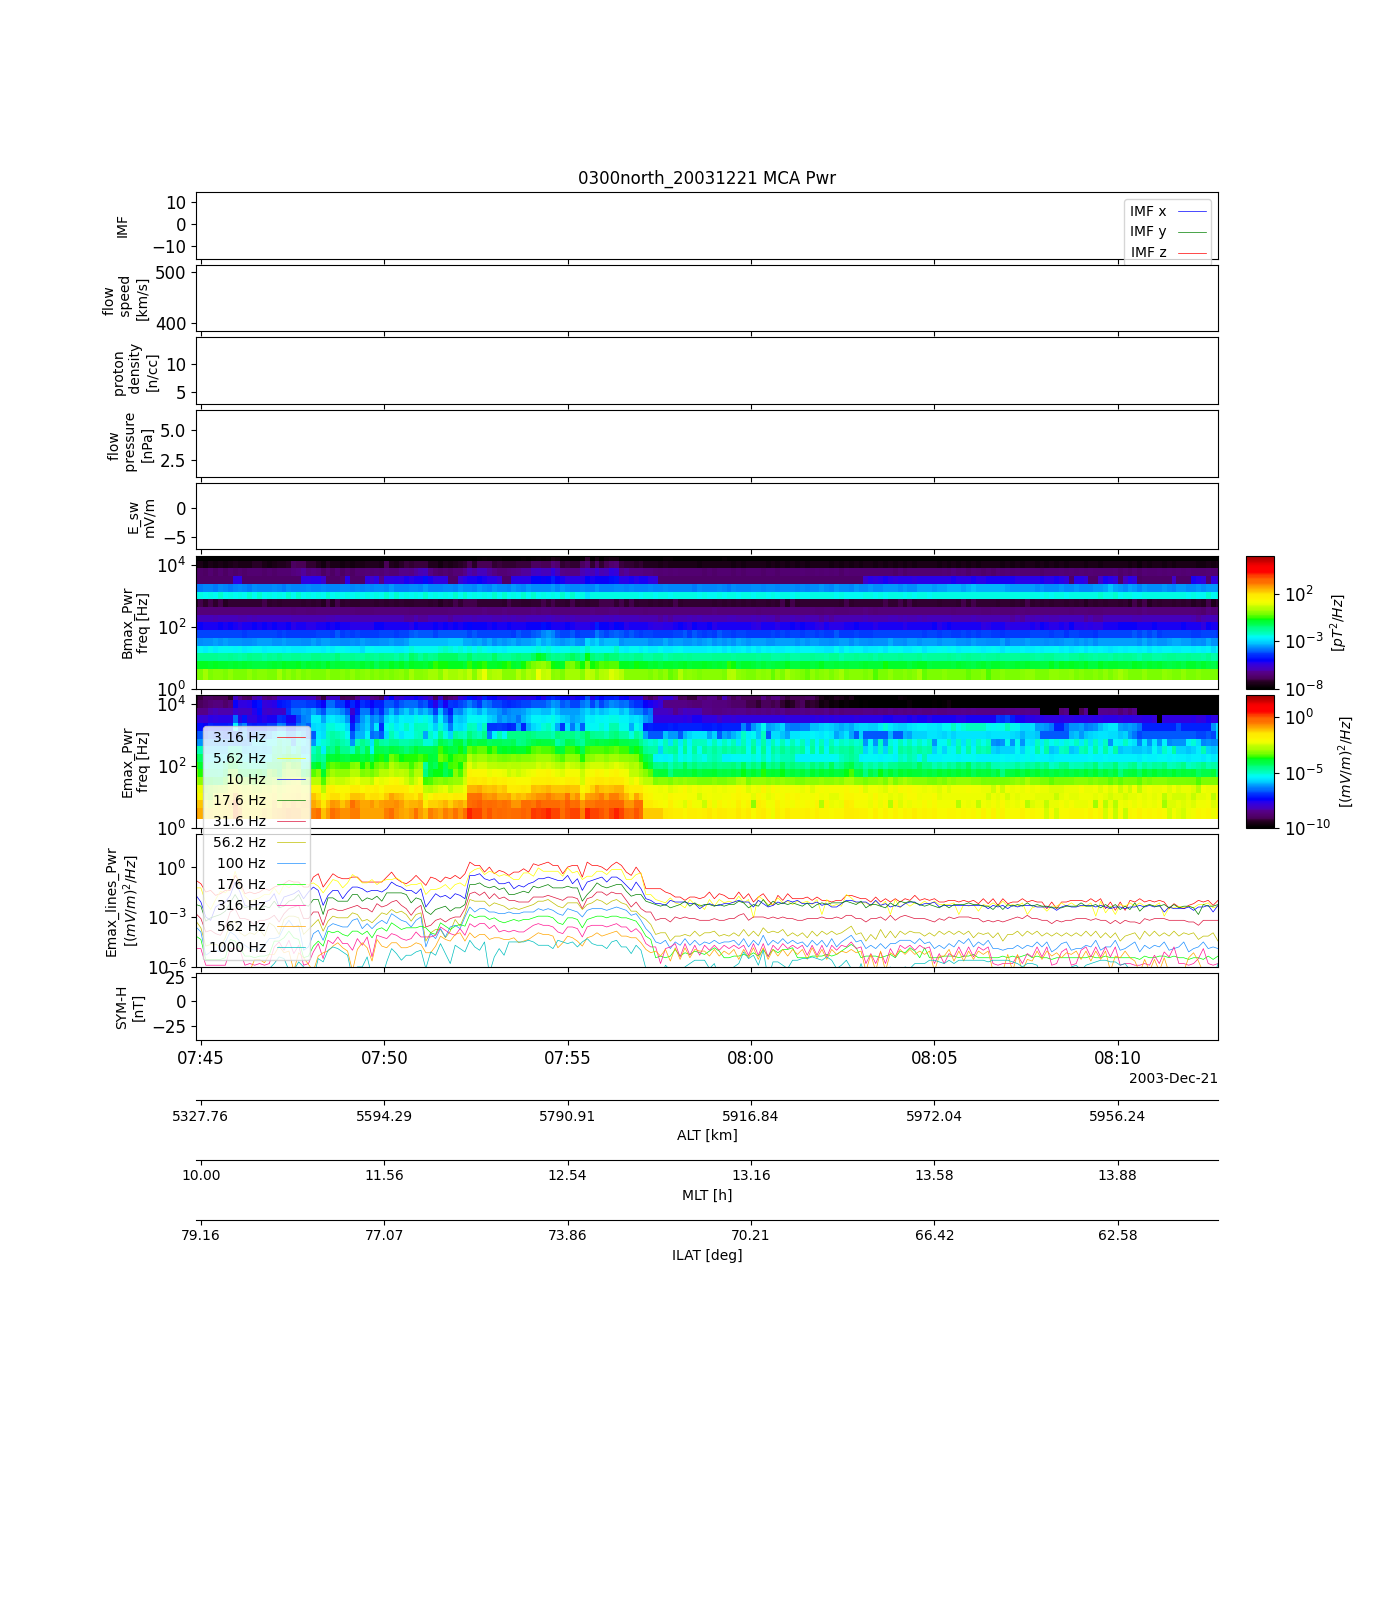 0300north_20031221 MCA Pwr
10
0
−10
IMF
IMF x
IMF y
IMF z
500
400
flow
speed
[km/s]
10
5
proton
density
[n/cc]
5.0
2.5
flow
pressure
[nPa]
0
−5
E_sw
mV/m
10^4
10^2
10^0
Bmax_Pwr
freq [Hz]
10^2
10^-3
10^-8
[pT^2/Hz]
10^4
10^2
10^0
Emax_Pwr
freq [Hz]
10^0
10^-5
10^-10
[(mV/m)^2/Hz]
3.16 Hz
5.62 Hz
10 Hz
17.6 Hz
31.6 Hz
56.2 Hz
100 Hz
176 Hz
316 Hz
562 Hz
1000 Hz
10^0
10^-3
10^-6
Emax_lines_Pwr
[(mV/m)^2/Hz]
25
0
−25
SYM-H
[nT]
07:45 07:50 07:55 08:00 08:05 08:10
2003-Dec-21
5327.76 5594.29 5790.91 5916.84 5972.04 5956.24
ALT [km]
10.00 11.56 12.54 13.16 13.58 13.88
MLT [h]
79.16 77.07 73.86 70.21 66.42 62.58
ILAT [deg]